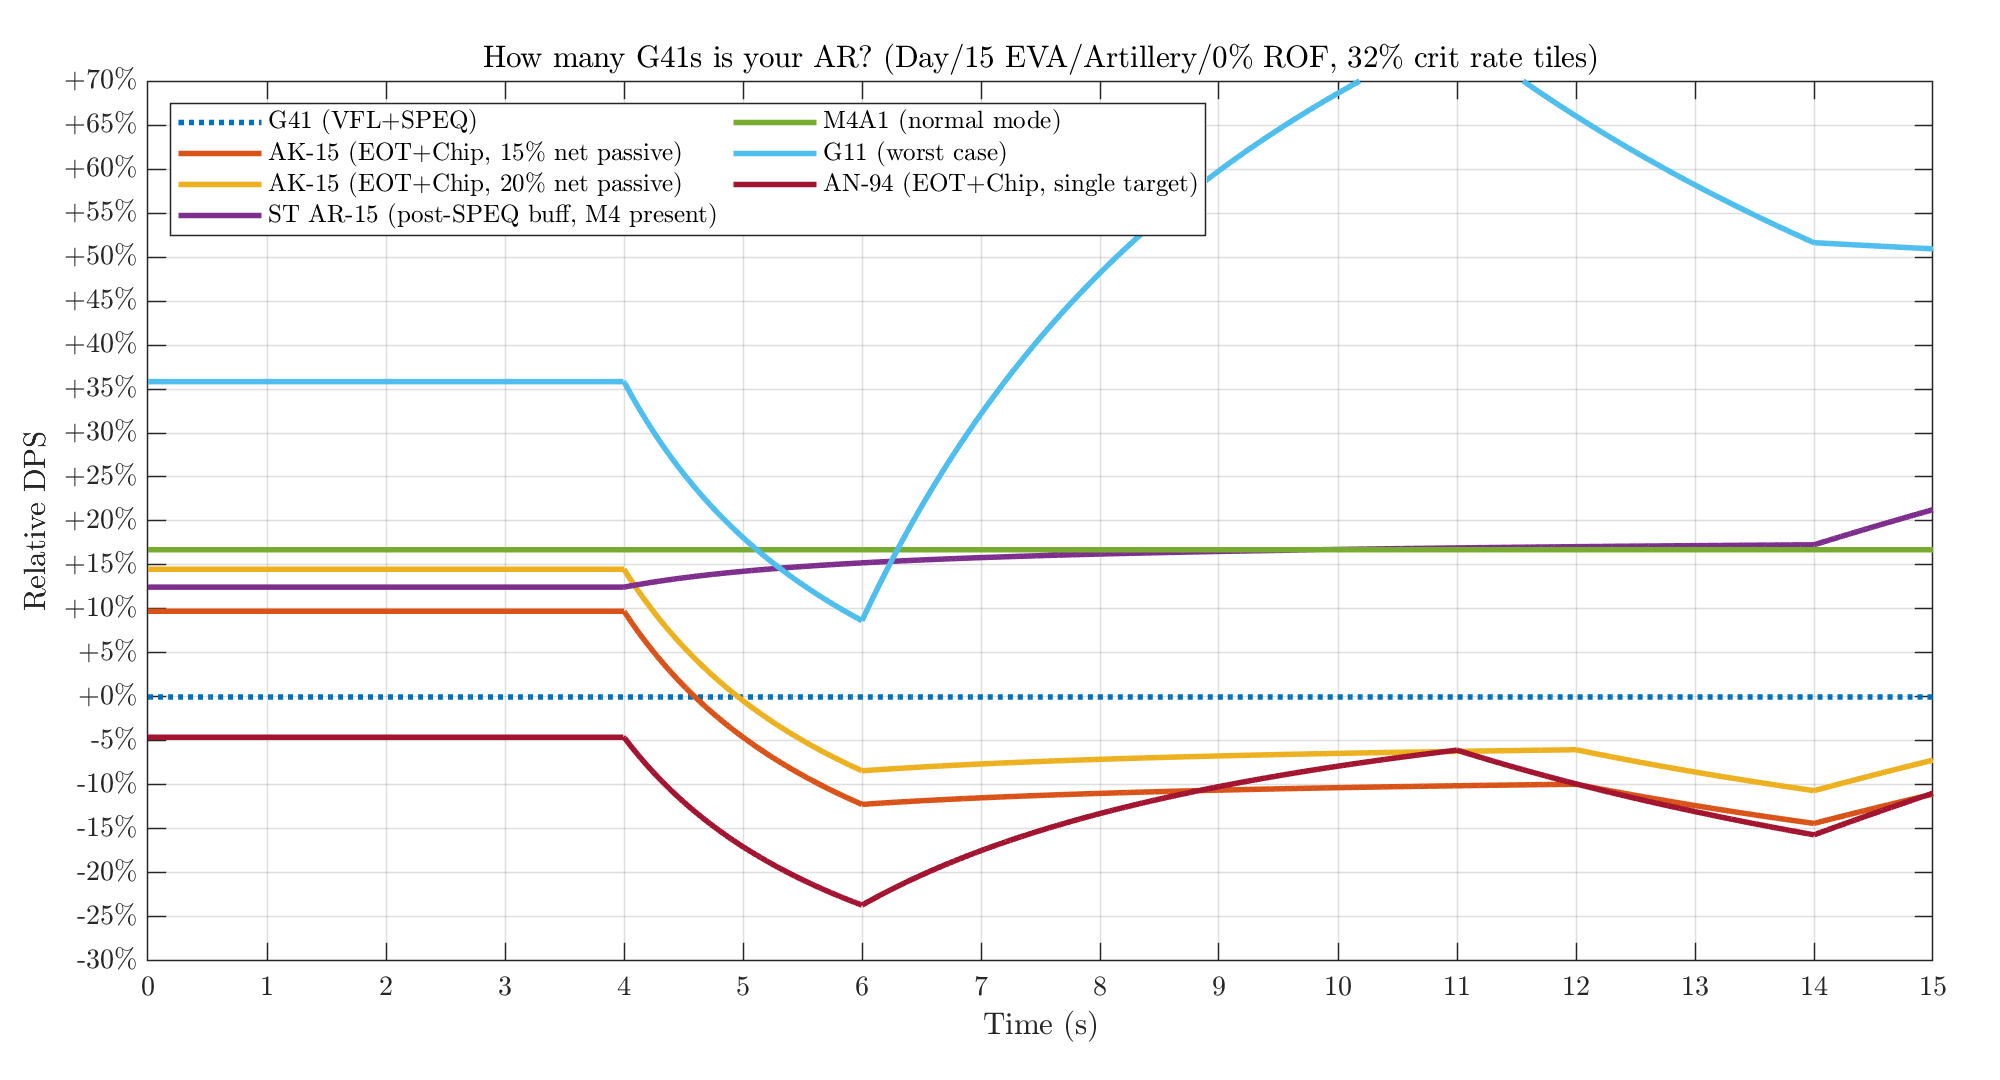 How many G41s is your AR? (Day/15 EVA/Artillery/0% ROF, 32% crit rate tiles)
+70%
+65%
+60%
+55%
+50%
+45%
+40%
+35%
+30%
+25%
+20%
+15%
+10%
+5%
+0%
-5%
-10%
-15%
-20%
-25%
-30%
Relative DPS
G41 (VFL+SPEQ)
AK-15 (EOT+Chip, 15% net passive)
AK-15 (EOT+Chip, 20% net passive)
ST AR-15 (post-SPEQ buff, M4 present)
M4A1 (normal mode)
G11 (worst case)
AN-94 (EOT+Chip, single target)
0 1 2 3 4 5 6 7 8 9 10 11 12 13 14 15
Time (s)